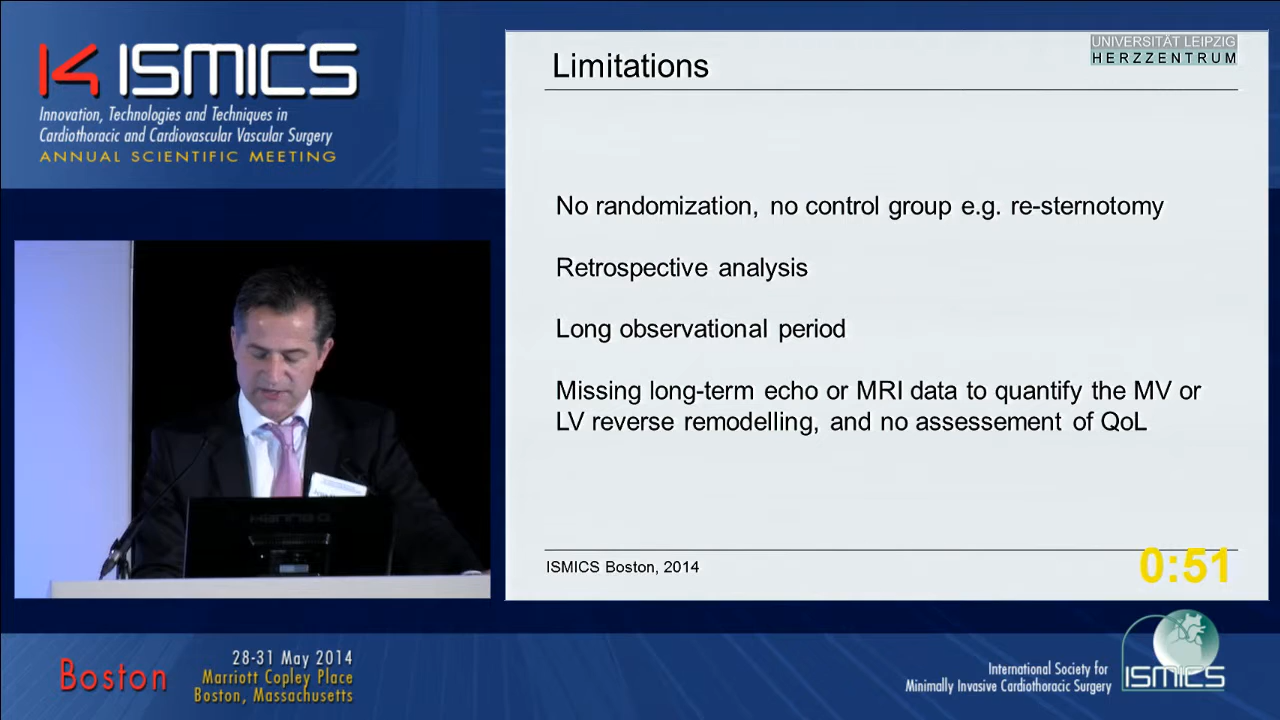 14 ISMICS
Innovation, Technologies and Techniques in
Cardiothoracic and Cardiovascular Vascular Surgery
ANNUAL SCIENTIFIC MEETING
UNIVERSITÄT LEIPZIG
HERZZENTRUM
Limitations
No randomization, no control group e.g. re-sternotomy
Retrospective analysis
Long observational period
Missing long-term echo or MRI data to quantify the MV or
LV reverse remodelling, and no assessement of QoL
ISMICS Boston, 2014
0:51
Boston
28-31 May 2014
Marriott Copley Place
Boston, Massachusetts
International Society for
Minimally Invasive Cardiothoracic Surgery
ISMICS